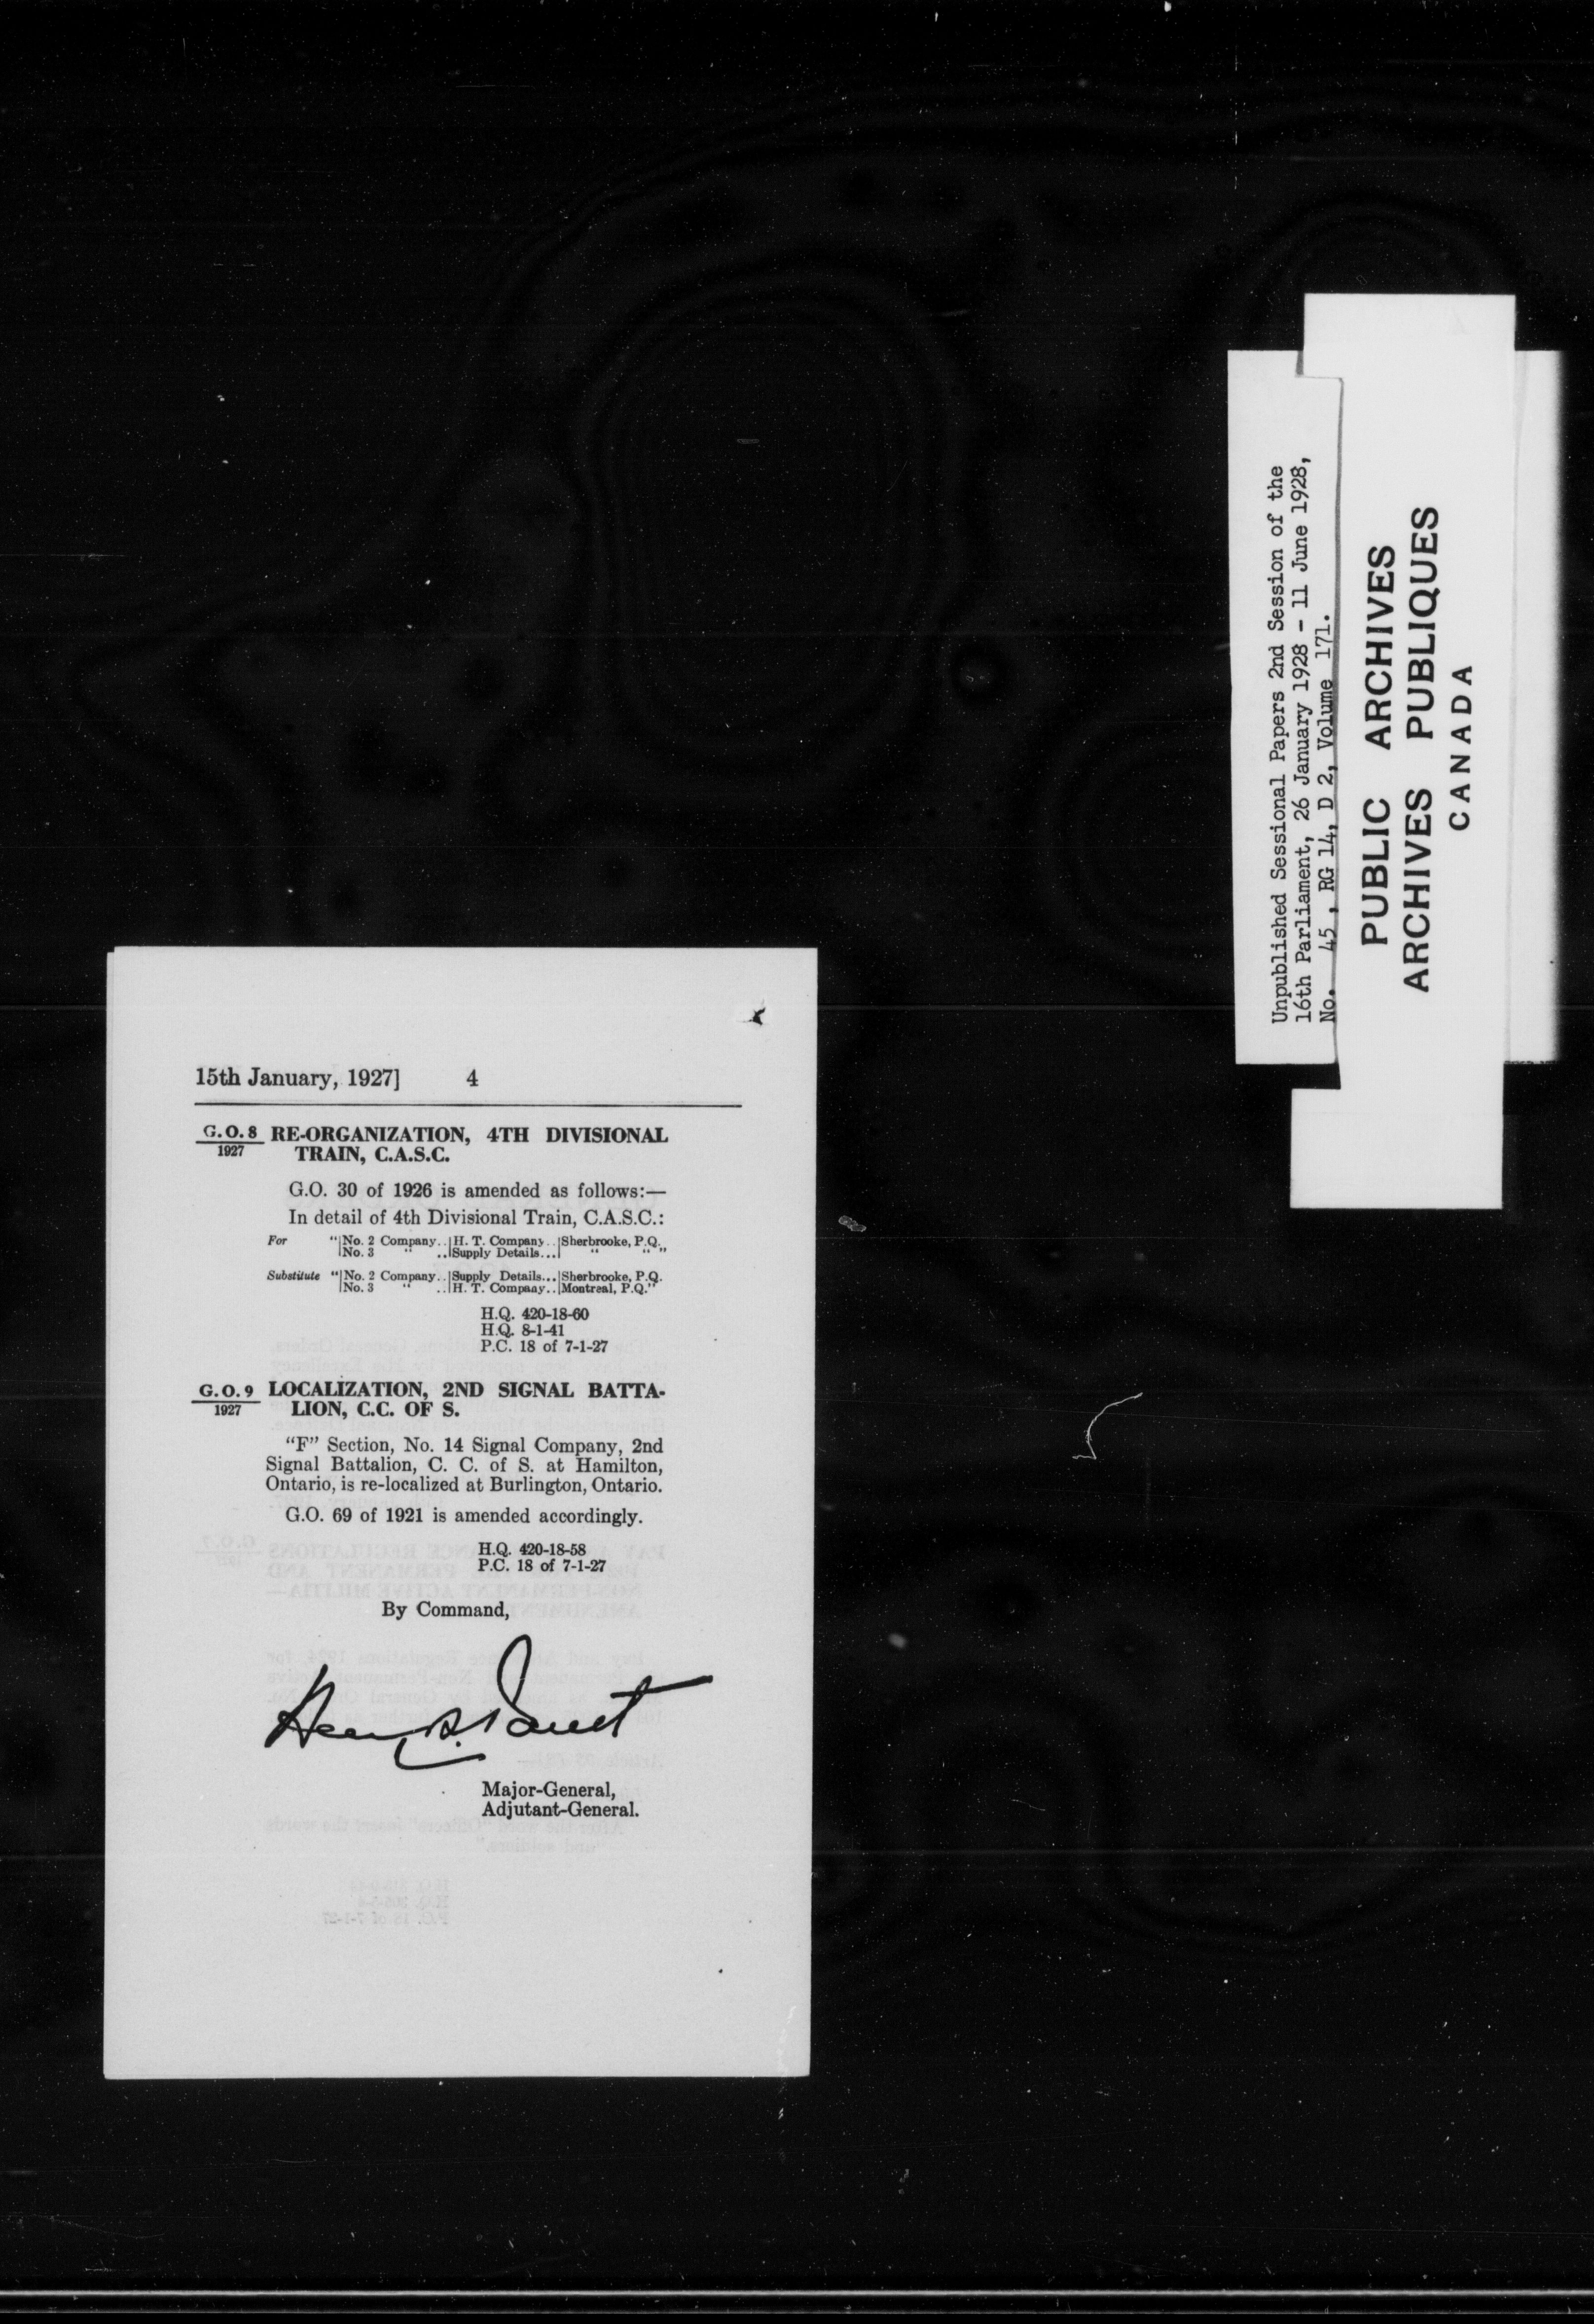 15th January, 1927] 4
G.O. 8 RE-ORGANIZATION, 4TH DIVISIONAL
1927 TRAIN, C.A.S.C.
G.O. 30 of 1926 is amended as follows:—
In detail of 4th Divisional Train, C.A.S.C.:
For "|No. 2 Company..|H. T. Company..|Sherbrooke, P.Q.
|No. 3 " ..|Supply Details...| " " "
Substitute "|No. 2 Company..|Supply Details...|Sherbrooke, P.Q.
|No. 3 " ..|H. T. Company..|Montreal, P.Q."
H.Q. 420-18-60
H.Q. 8-1-41
P.C. 18 of 7-1-27
G.O. 9 LOCALIZATION, 2ND SIGNAL BATTA-
1927 LION, C.C. OF S.
"F" Section, No. 14 Signal Company, 2nd
Signal Battalion, C. C. of S. at Hamilton,
Ontario, is re-localized at Burlington, Ontario.
G.O. 69 of 1921 is amended accordingly.
H.Q. 420-18-58
P.C. 18 of 7-1-27
By Command,
Major-General,
Adjutant-General.
Unpublished Sessional Papers 2nd Session of the
16th Parliament, 26 January 1928 - 11 June 1928,
No. 45 , RG 14, D 2, Volume 171.
PUBLIC ARCHIVES
ARCHIVES PUBLIQUES
CANADA